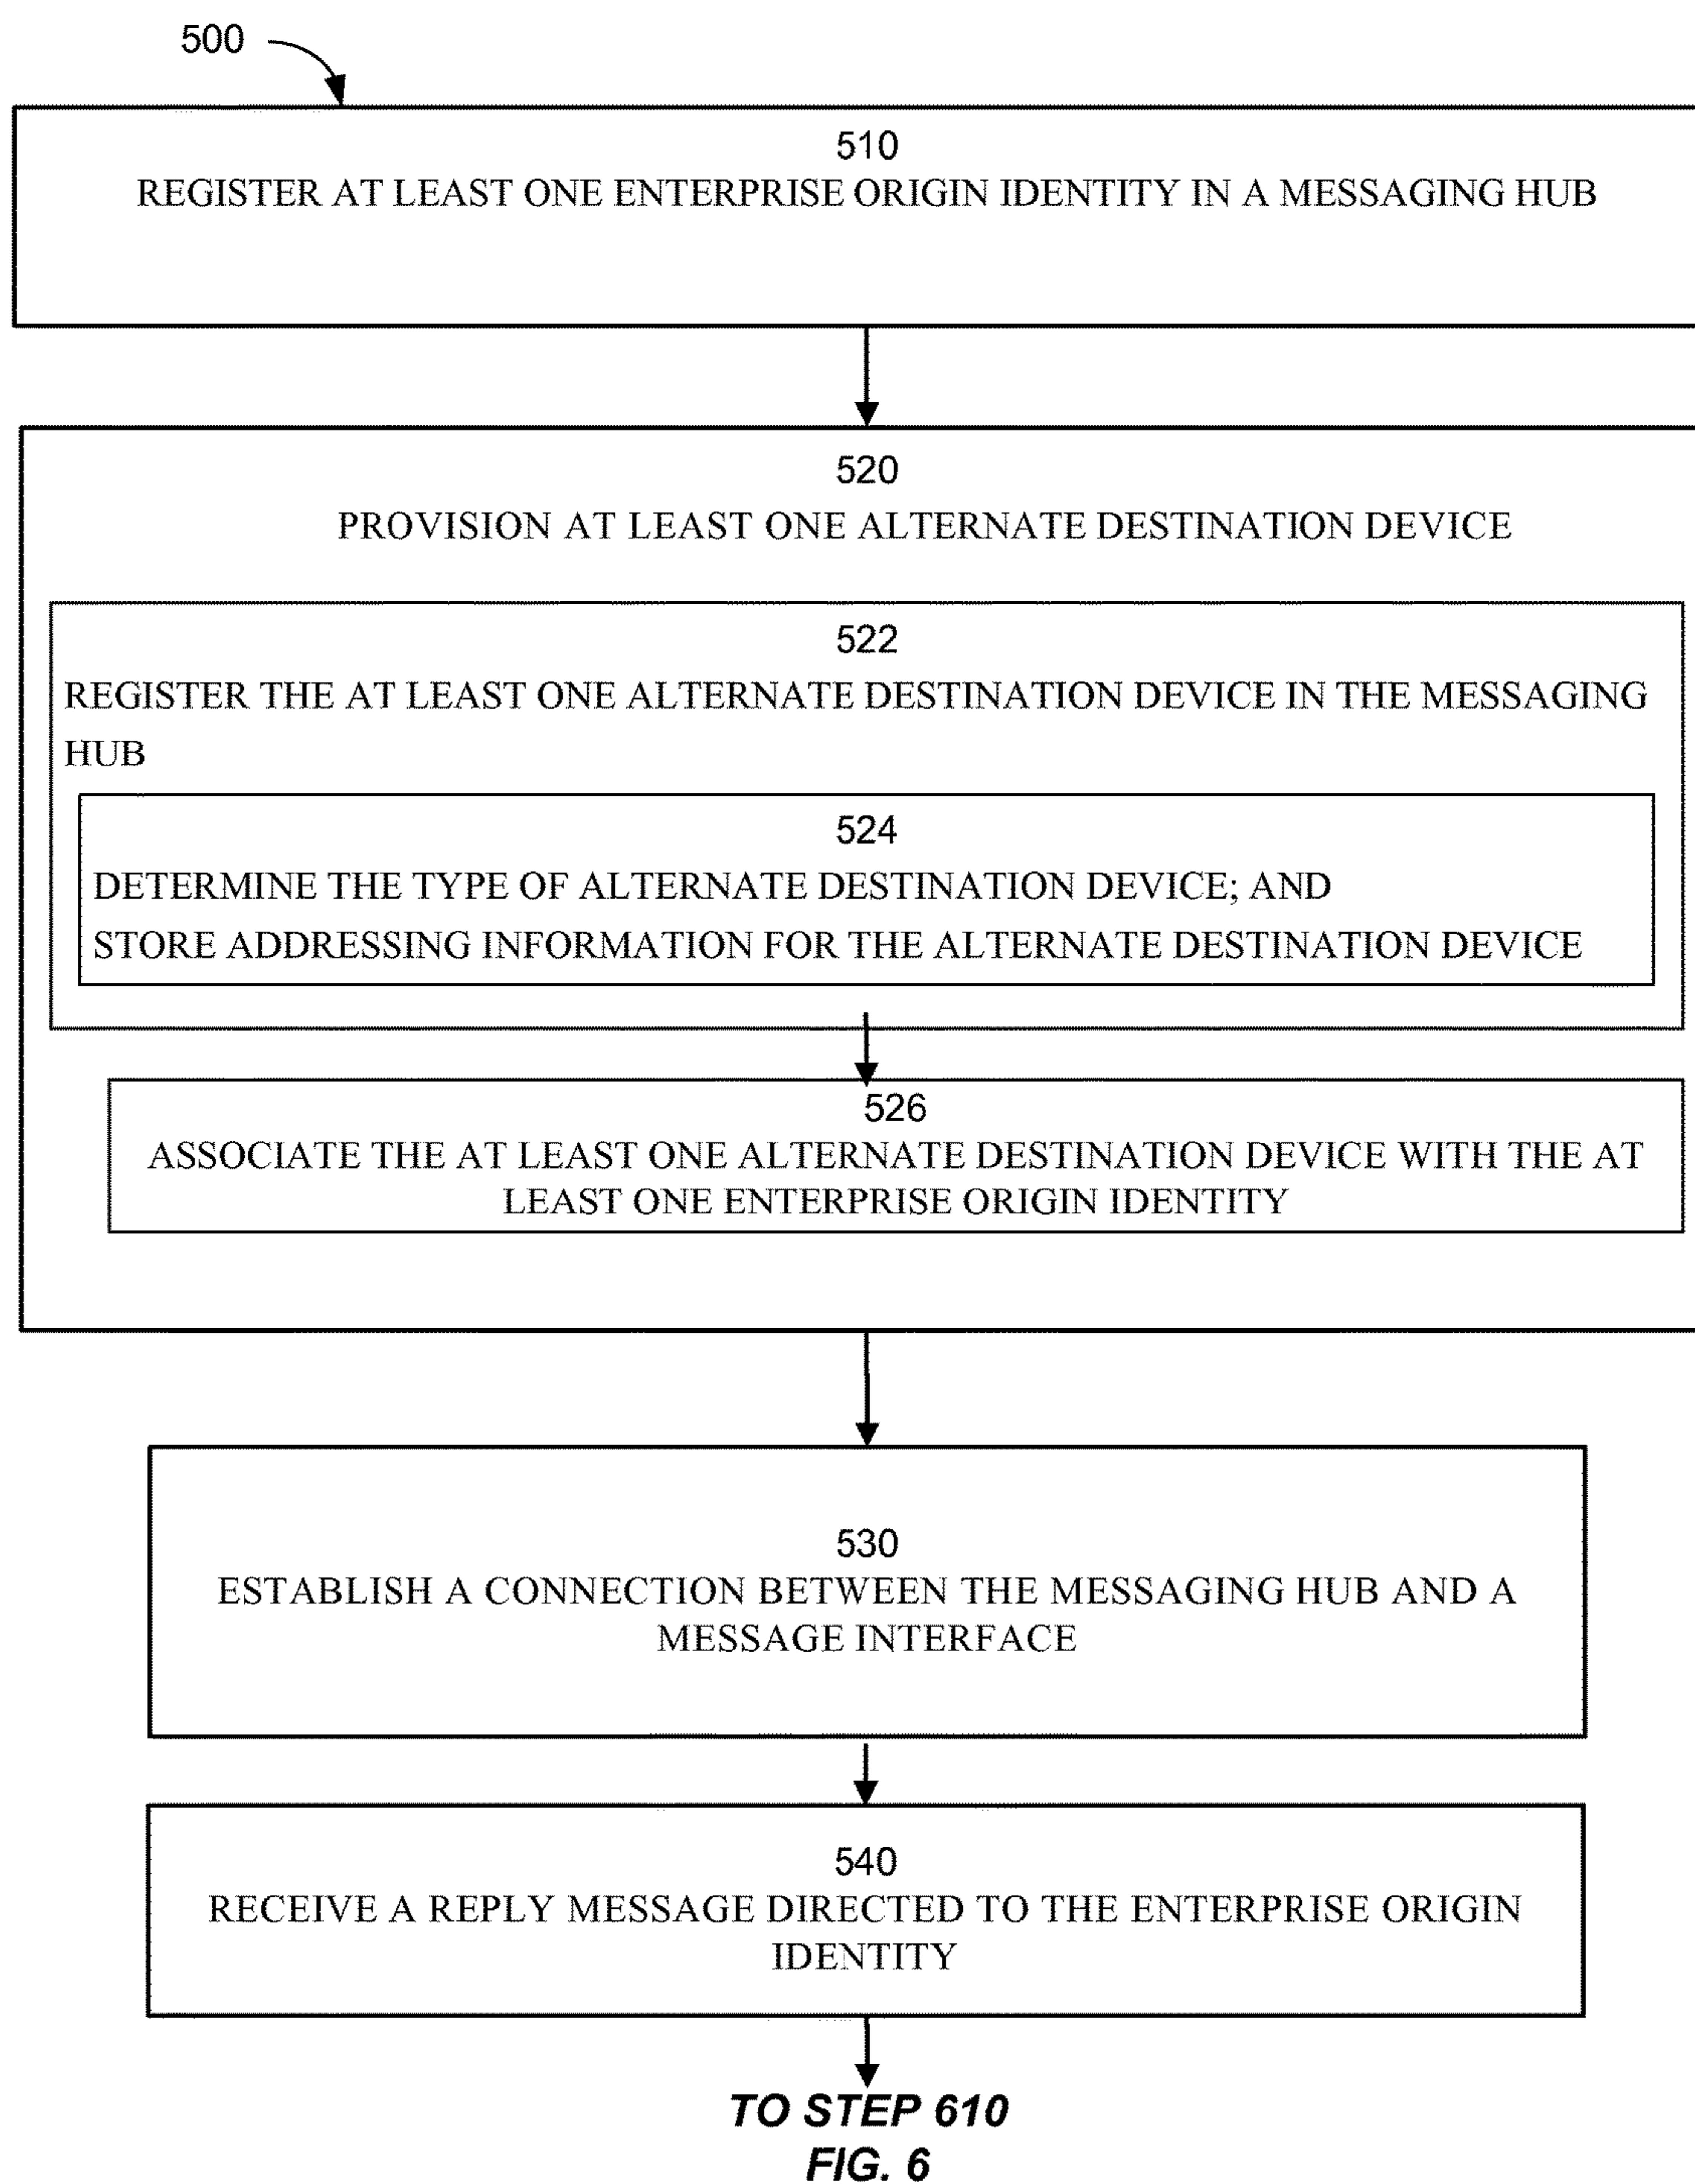 500
510
REGISTER AT LEAST ONE ENTERPRISE ORIGIN IDENTITY IN A MESSAGING HUB
520
PROVISION AT LEAST ONE ALTERNATE DESTINATION DEVICE
522
REGISTER THE AT LEAST ONE ALTERNATE DESTINATION DEVICE IN THE MESSAGING
HUB
524
DETERMINE THE TYPE OF ALTERNATE DESTINATION DEVICE; AND
STORE ADDRESSING INFORMATION FOR THE ALTERNATE DESTINATION DEVICE
526
ASSOCIATE THE AT LEAST ONE ALTERNATE DESTINATION DEVICE WITH THE AT
LEAST ONE ENTERPRISE ORIGIN IDENTITY
530
ESTABLISH A CONNECTION BETWEEN THE MESSAGING HUB AND A
MESSAGE INTERFACE
540
RECEIVE A REPLY MESSAGE DIRECTED TO THE ENTERPRISE ORIGIN
IDENTITY
TO STEP 610
FIG. 6